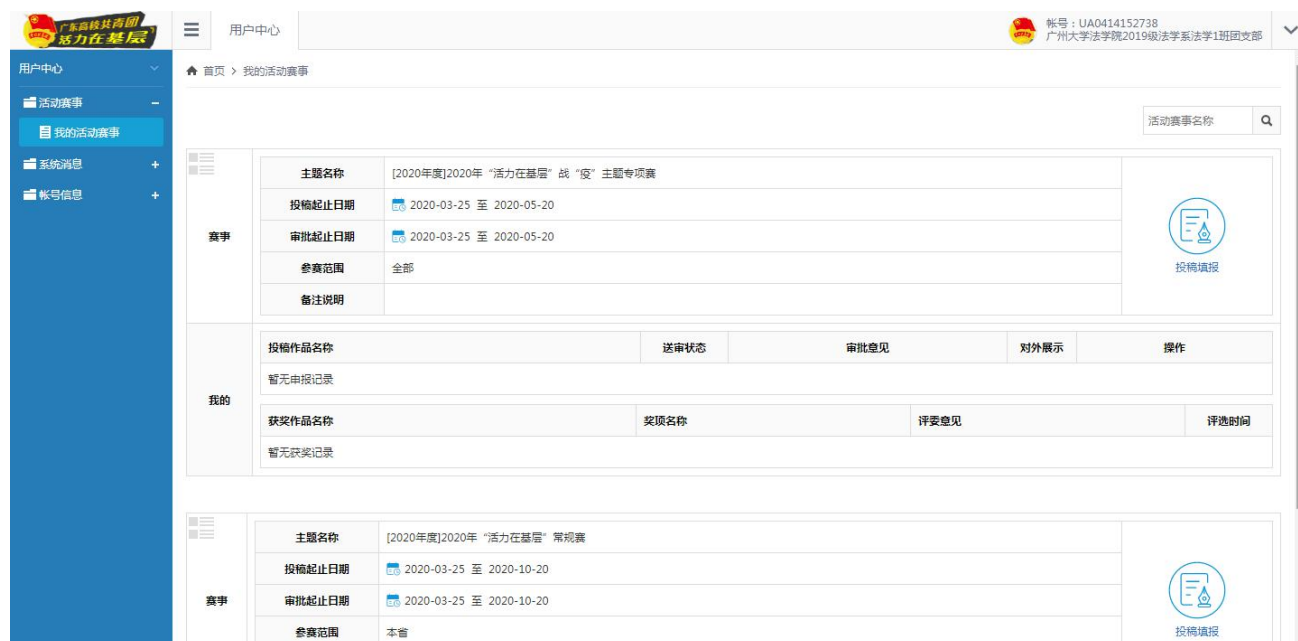 广东高校共青团
活力在基层
用户中心
帐号：UA0414152738
广州大学法学院2019级法学系法学1班团支部
用户中心
首页 > 我的活动赛事
活动赛事
我的活动赛事
系统消息
帐号信息
活动赛事名称
赛事
主题名称 [2020年度]2020年“活力在基层”战“疫”主题专项赛
投稿起止日期 2020-03-25 至 2020-05-20
审批起止日期 2020-03-25 至 2020-05-20
参赛范围 全部
备注说明
投稿填报
我的
投稿作品名称 送审状态 审批意见 对外展示 操作
暂无申报记录
获奖作品名称 奖项名称 评委意见 评选时间
暂无获奖记录
赛事
主题名称 [2020年度]2020年“活力在基层”常规赛
投稿起止日期 2020-03-25 至 2020-10-20
审批起止日期 2020-03-25 至 2020-10-20
参赛范围 本省
投稿填报